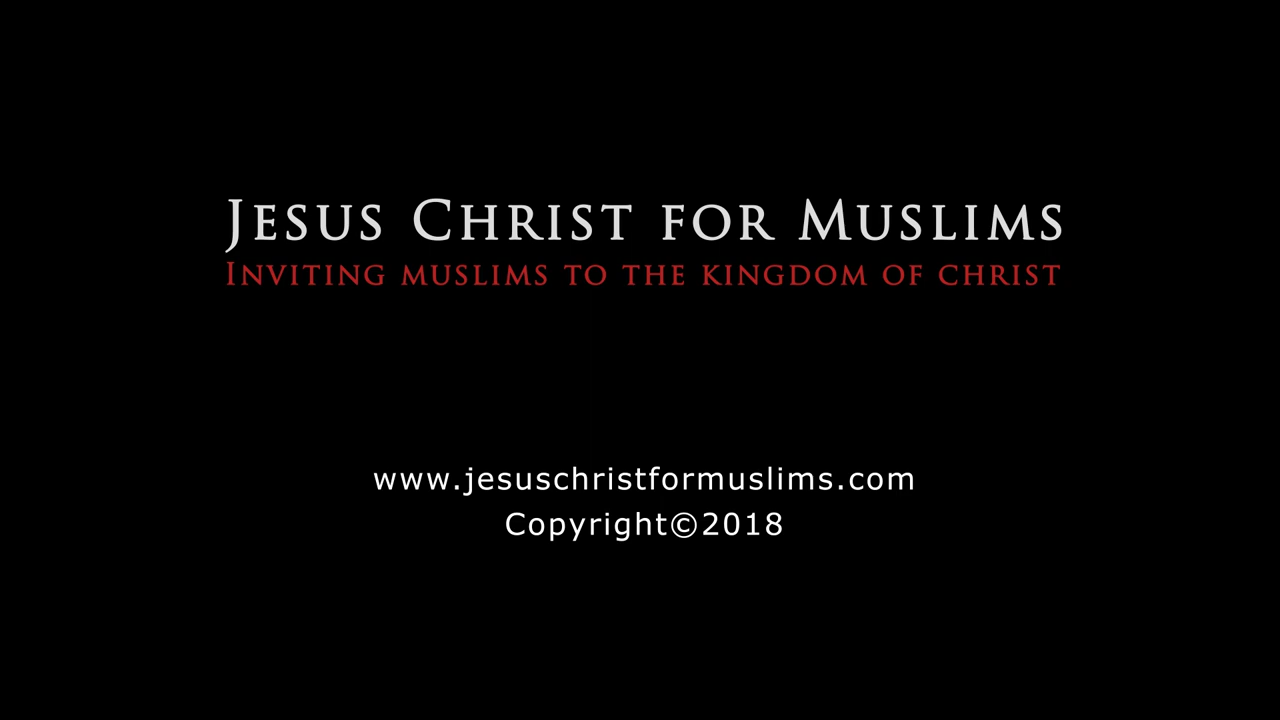 Jesus Christ for Muslims
Inviting muslims to the kingdom of christ
www.jesuschristformuslims.com
Copyright©2018